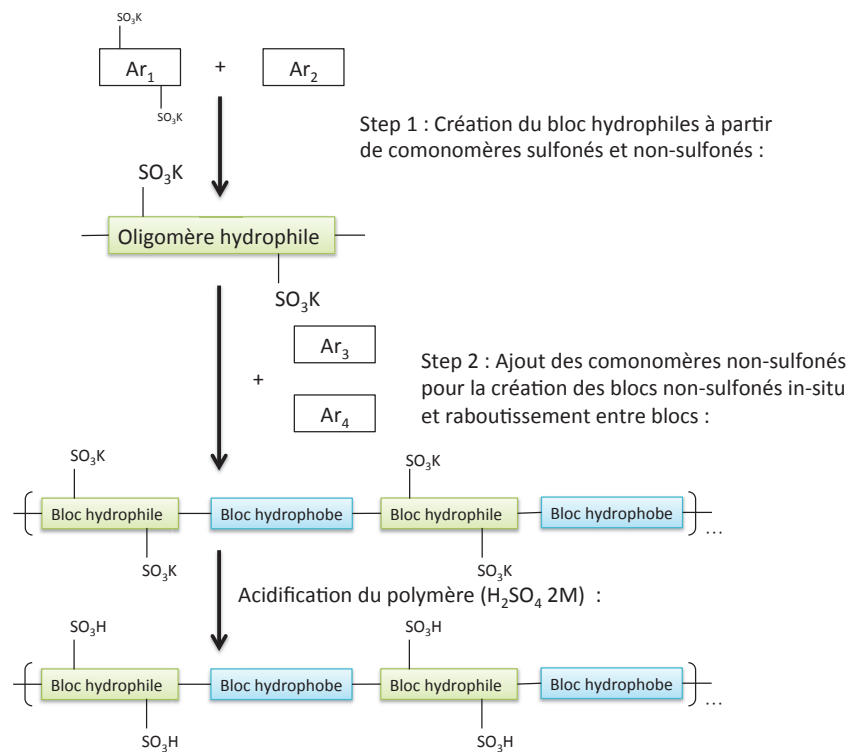 SO₃K
Ar₁ + Ar₂
SO₃K
Step 1 : Création du bloc hydrophiles à partir
de comonomères sulfonés et non-sulfonés :
SO₃K
Oligomère hydrophile
SO₃K
Ar₃
+
Ar₄
Step 2 : Ajout des comonomères non-sulfonés
pour la création des blocs non-sulfonés in-situ
et raboutissement entre blocs :
SO₃K SO₃K
( Bloc hydrophile Bloc hydrophobe Bloc hydrophile Bloc hydrophobe ) ...
SO₃K SO₃K
Acidification du polymère (H₂SO₄ 2M) :
SO₃H SO₃H
( Bloc hydrophile Bloc hydrophobe Bloc hydrophile Bloc hydrophobe ) ...
SO₃H SO₃H